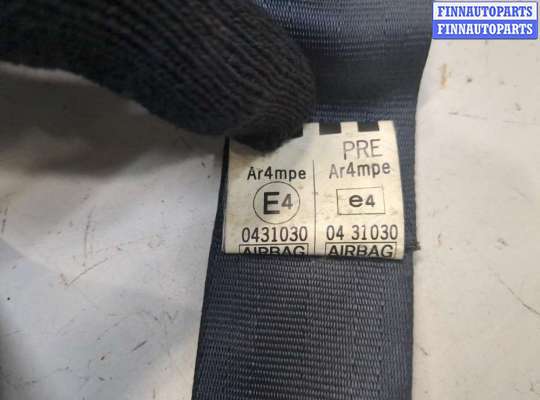 FINNAUTOPARTS
FINNAUTOPARTS
PRE
Ar4mpe Ar4mpe
E4 e4
0431030 04 31030
AIRBAG AIRBAG